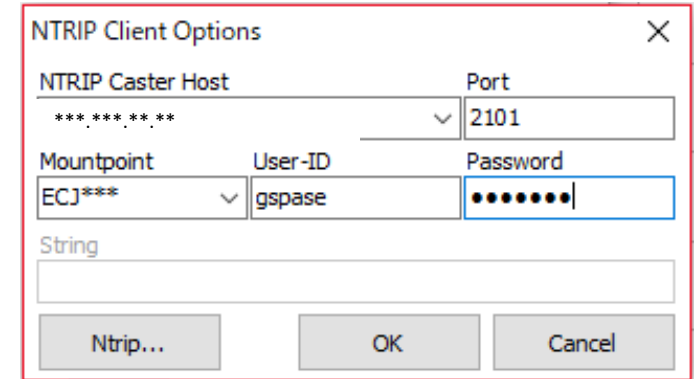 NTRIP Client Options
NTRIP Caster Host Port
***.***.**.** 2101
Mountpoint User-ID Password
ECJ*** gspase •••••••
String
Ntrip... OK Cancel